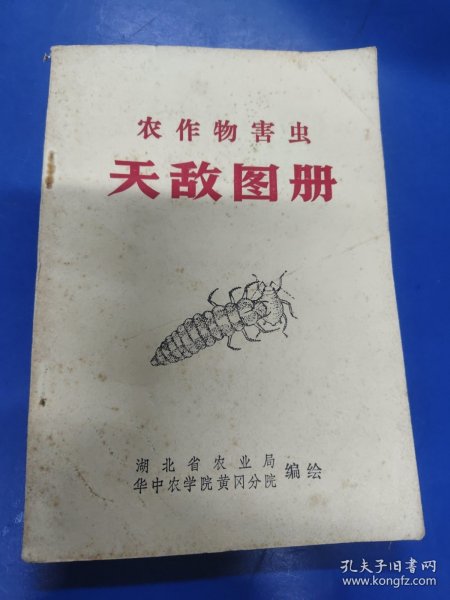 农作物害虫
天敌图册
湖北省农业局
华中农学院黄冈分院
编绘
孔夫子旧书网
www.kongfz.com